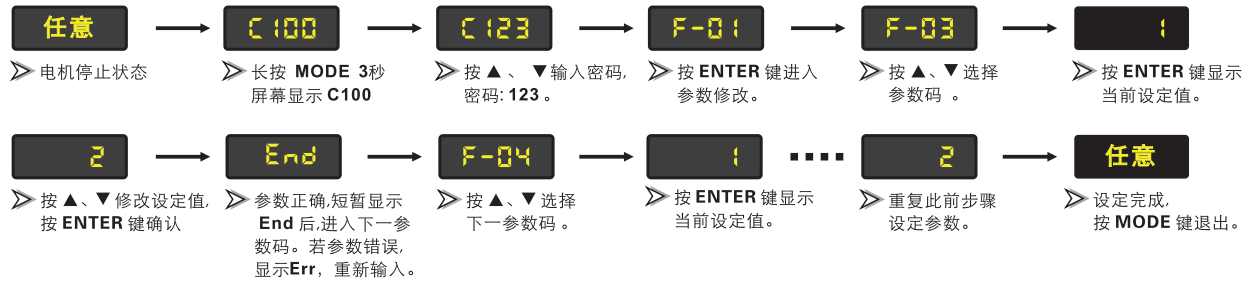 任意
C100
C123
F-01
F-03
1
电机停止状态
长按 MODE 3秒
屏幕显示 C100
按 ▲ 、 ▼输入密码,
密码: 123 。
按 ENTER 键进入
参数修改。
按 ▲、▼ 选择
参数码 。
按 ENTER 键显示
当前设定值。
2
End
F-04
1
2
任意
按 ▲、▼ 修改设定值,
按 ENTER 键确认
参数正确,短暂显示
End 后,进入下一参
数码。若参数错误,
显示Err, 重新输入。
按 ▲、▼ 选择
下一参数码 。
按 ENTER 键显示
当前设定值。
重复此前步骤
设定参数。
设定完成,
按 MODE 键退出。